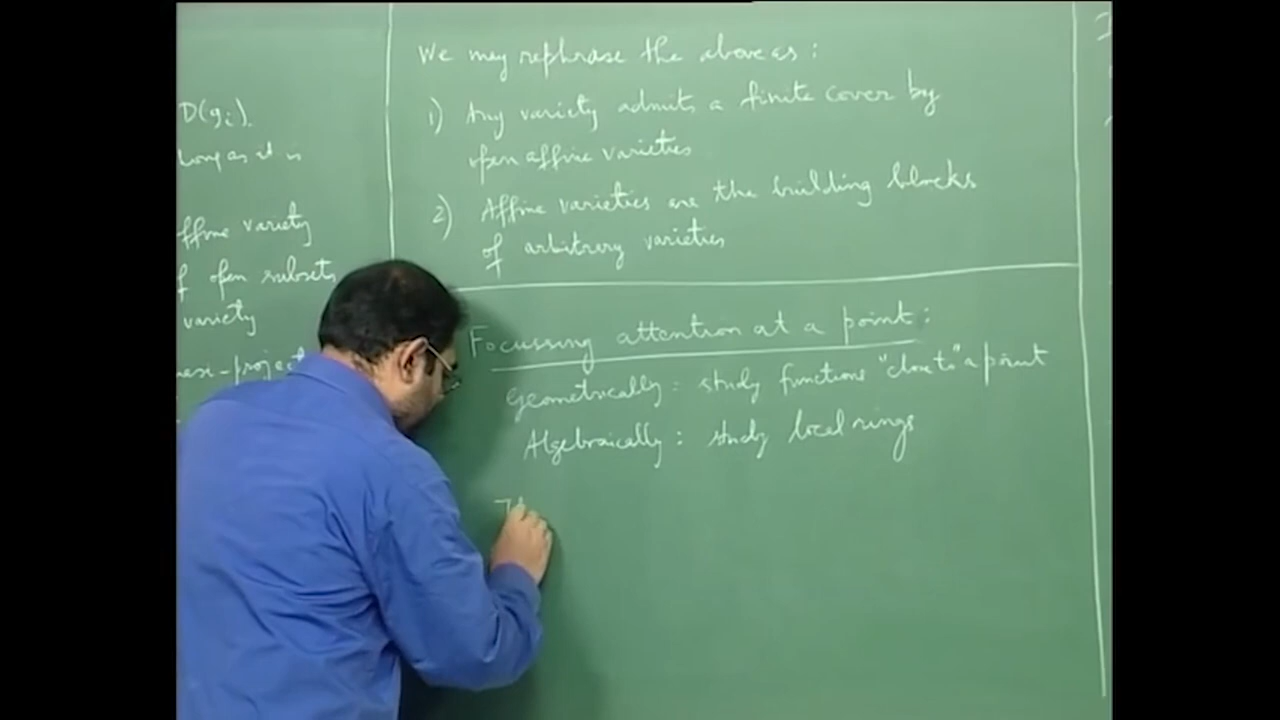 D(gi).
long as it is
ffine variety
f open subsets
variety
We may rephrase the above as:
1) Any variety admits a finite cover by
open affine varieties
2) Affine varieties are the building blocks
of arbitrary varieties
Focussing attention at a point:
Geometrically: study functions "close to" a point
Algebraically: study local rings